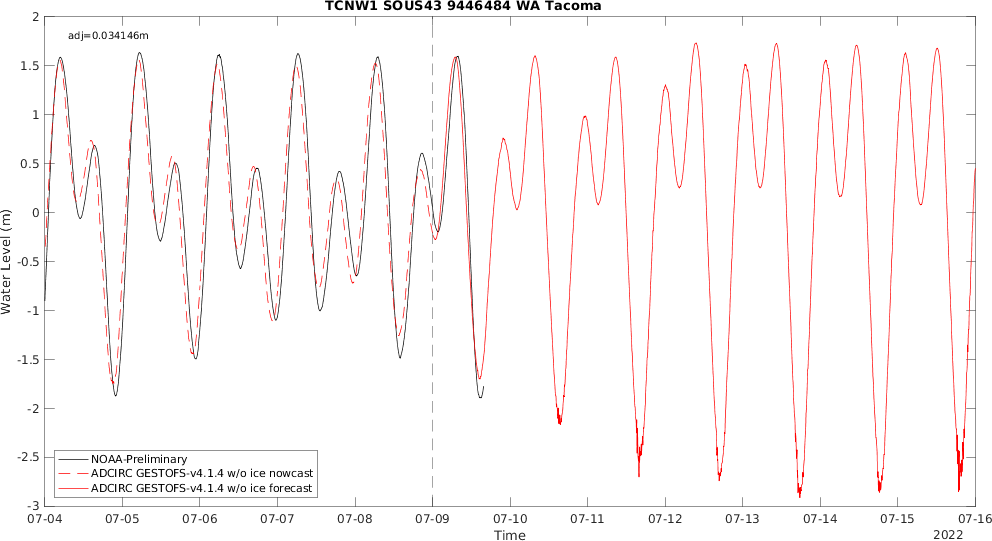 TCNW1 SOUS43 9446484 WA Tacoma
adj=0.034146m
2
1.5
1
0.5
0
-0.5
-1
-1.5
-2
-2.5
-3
Water Level (m)
NOAA-Preliminary
ADCIRC GESTOFS-v4.1.4 w/o ice nowcast
ADCIRC GESTOFS-v4.1.4 w/o ice forecast
07-04 07-05 07-06 07-07 07-08 07-09 07-10 07-11 07-12 07-13 07-14 07-15 07-16
Time
2022